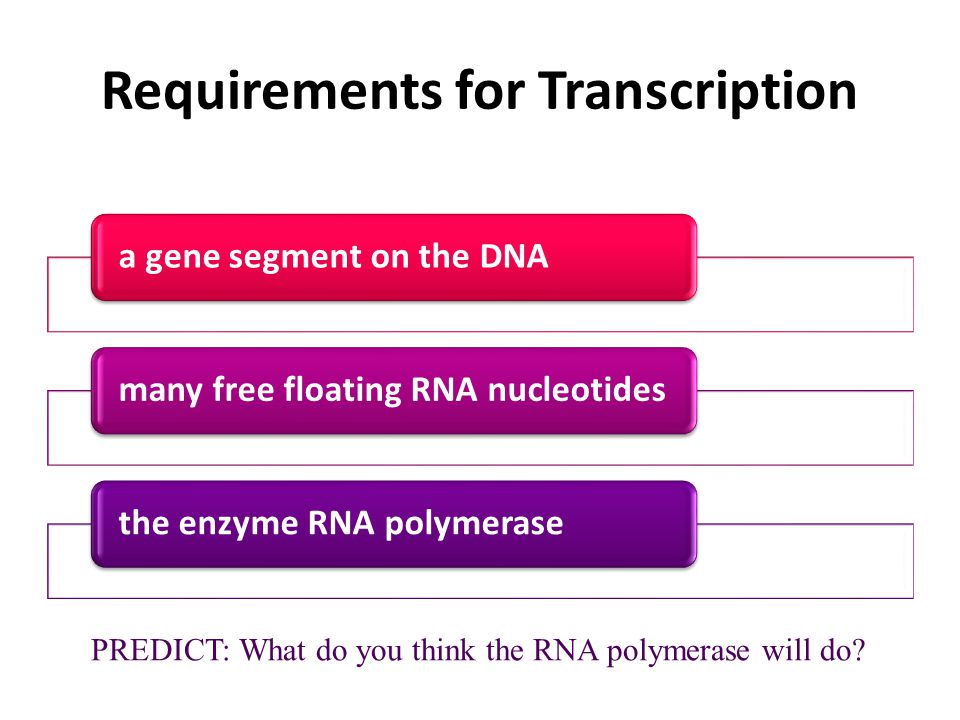 Requirements for Transcription
a gene segment on the DNA
many free floating RNA nucleotides
the enzyme RNA polymerase
PREDICT: What do you think the RNA polymerase will do?